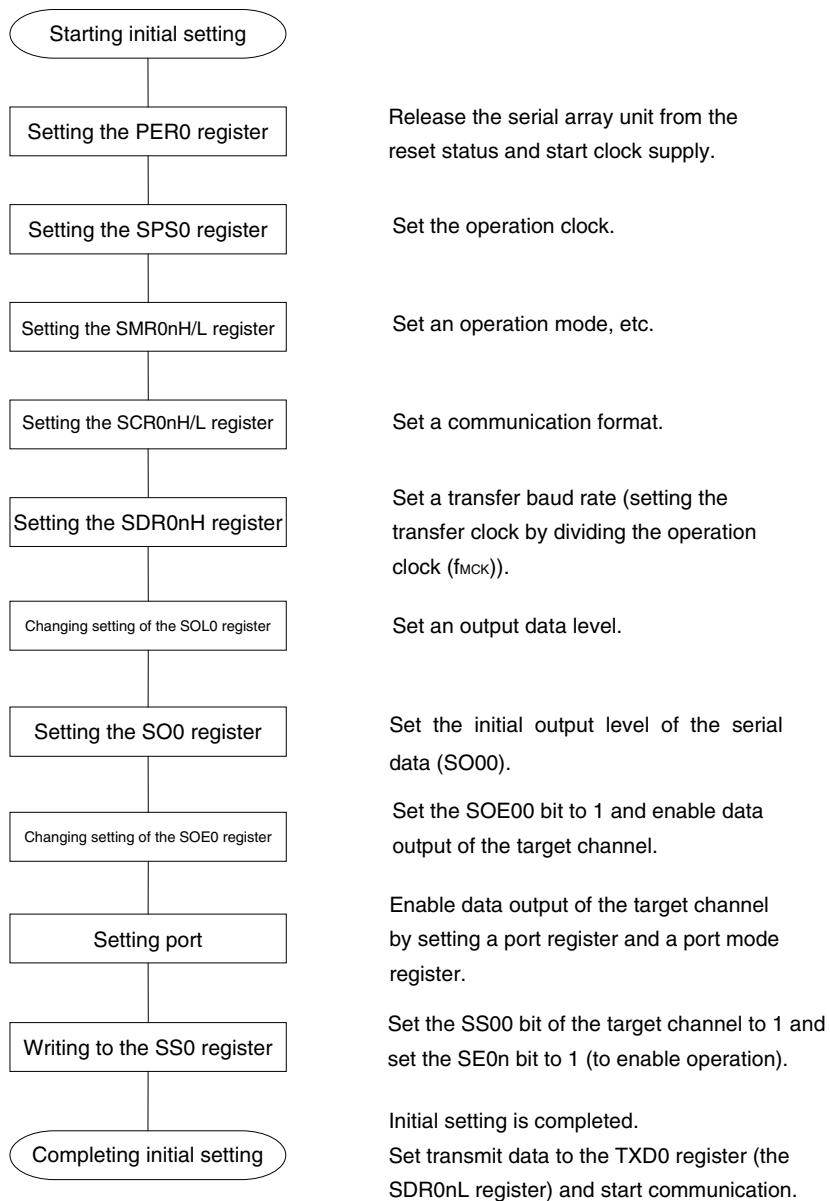 Starting initial setting
Setting the PER0 register
Release the serial array unit from the
reset status and start clock supply.
Setting the SPS0 register
Set the operation clock.
Setting the SMR0nH/L register
Set an operation mode, etc.
Setting the SCR0nH/L register
Set a communication format.
Setting the SDR0nH register
Set a transfer baud rate (setting the
transfer clock by dividing the operation
clock (fMCK)).
Changing setting of the SOL0 register
Set an output data level.
Setting the SO0 register
Set the initial output level of the serial
data (SO00).
Changing setting of the SOE0 register
Set the SOE00 bit to 1 and enable data
output of the target channel.
Setting port
Enable data output of the target channel
by setting a port register and a port mode
register.
Writing to the SS0 register
Set the SS00 bit of the target channel to 1 and
set the SE0n bit to 1 (to enable operation).
Completing initial setting
Initial setting is completed.
Set transmit data to the TXD0 register (the
SDR0nL register) and start communication.